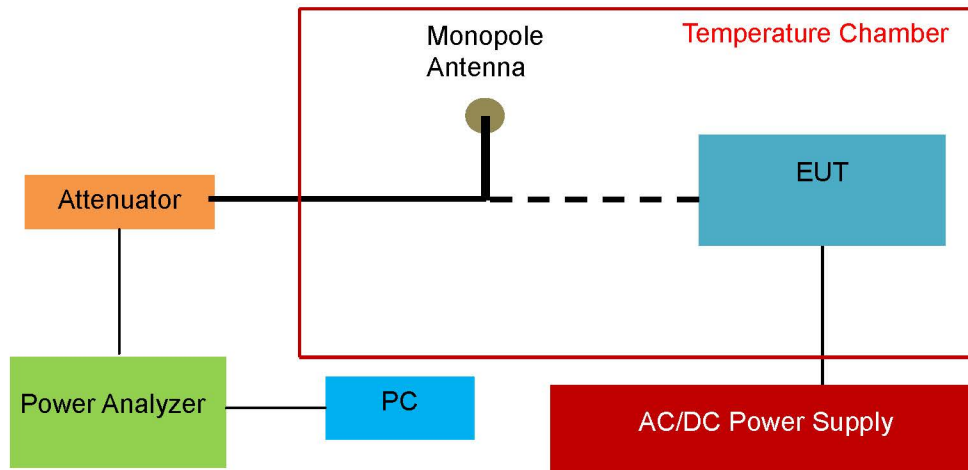 Monopole
Antenna
Temperature Chamber
Attenuator
EUT
Power Analyzer
PC
AC/DC Power Supply